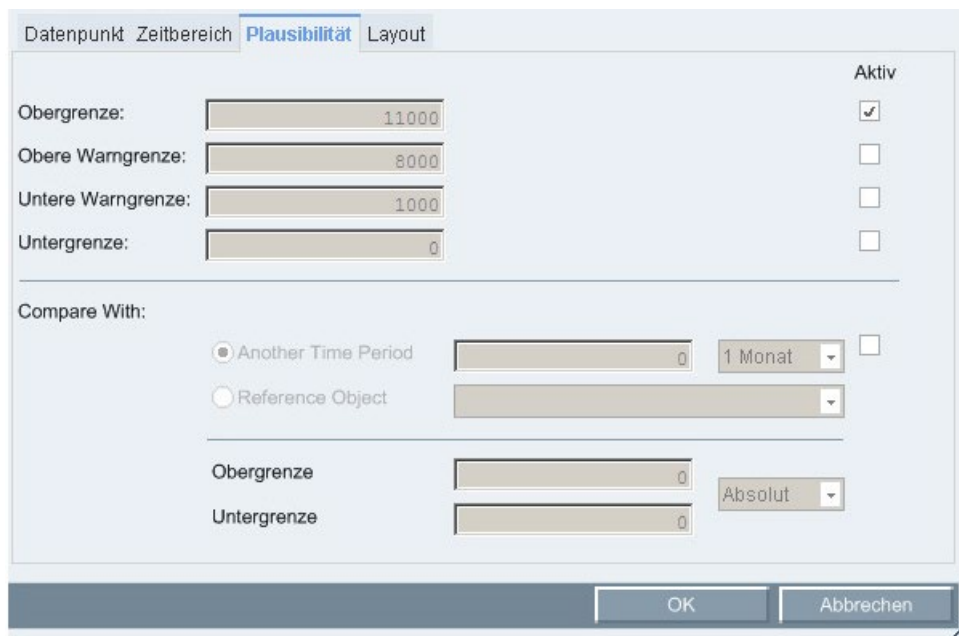 Datenpunkt Zeitbereich Plausibilität Layout
Aktiv
Obergrenze: 11000
Obere Warngrenze: 8000
Untere Warngrenze: 1000
Untergrenze: 0
Compare With:
Another Time Period 0 1 Monat
Reference Object
Obergrenze 0
Absolut
Untergrenze 0
OK Abbrechen